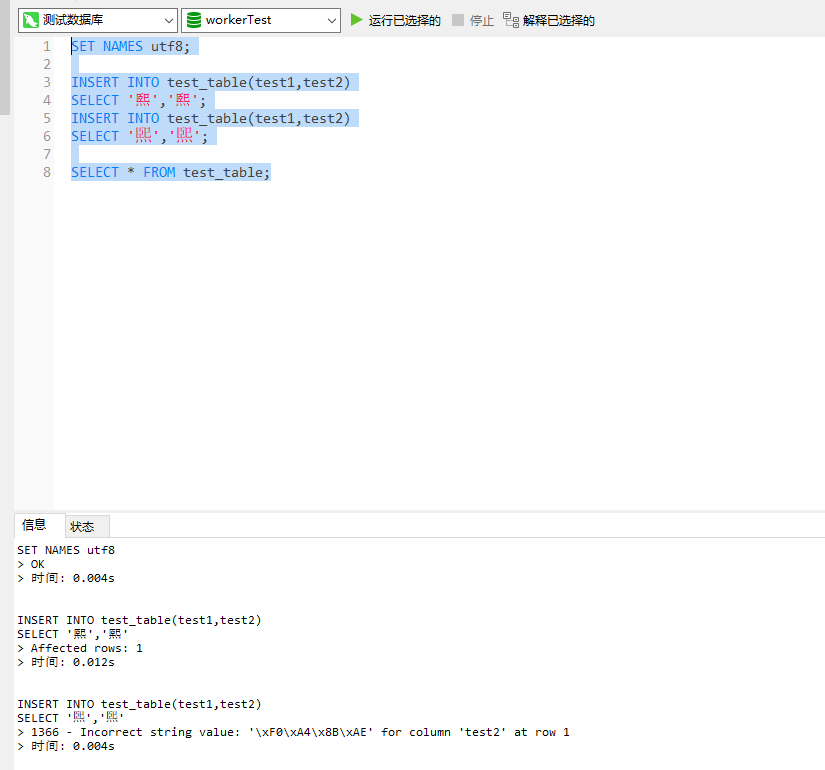 测试数据库 workerTest 运行已选择的 停止 解释已选择的
1 SET NAMES utf8;
2
3 INSERT INTO test_table(test1,test2)
4 SELECT '熙','熙';
5 INSERT INTO test_table(test1,test2)
6 SELECT '𤋮','𤋮';
7
8 SELECT * FROM test_table;
信息 状态
SET NAMES utf8
> OK
> 时间: 0.004s
INSERT INTO test_table(test1,test2)
SELECT '熙','熙'
> Affected rows: 1
> 时间: 0.012s
INSERT INTO test_table(test1,test2)
SELECT '𤋮','𤋮'
> 1366 - Incorrect string value: '\xF0\xA4\x8B\xAE' for column 'test2' at row 1
> 时间: 0.004s